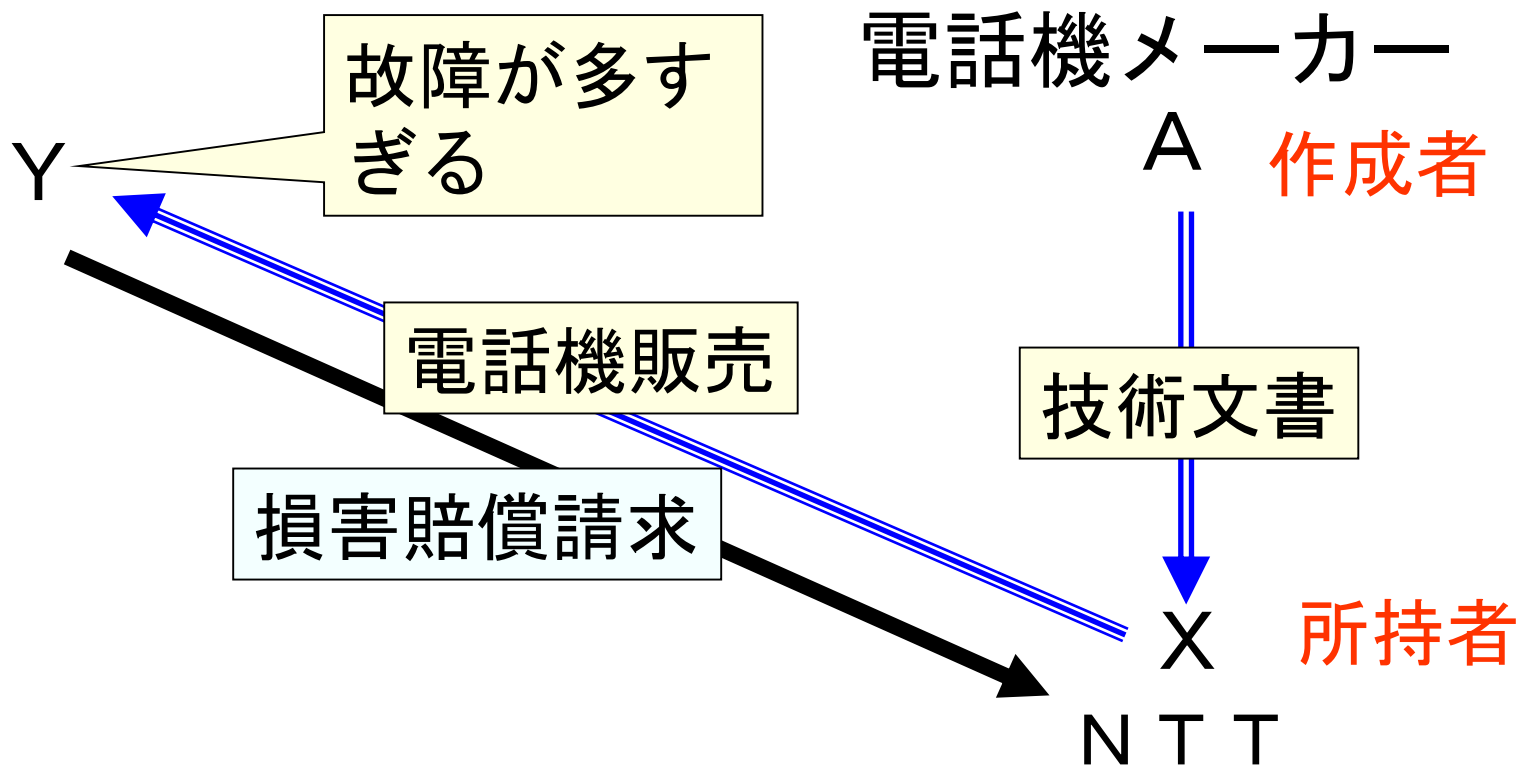 故障が多す
ぎる
電話機メーカー
Y
A
作成者
電話機販売
技術文書
損害賠償請求
X
所持者
ＮＴＴ